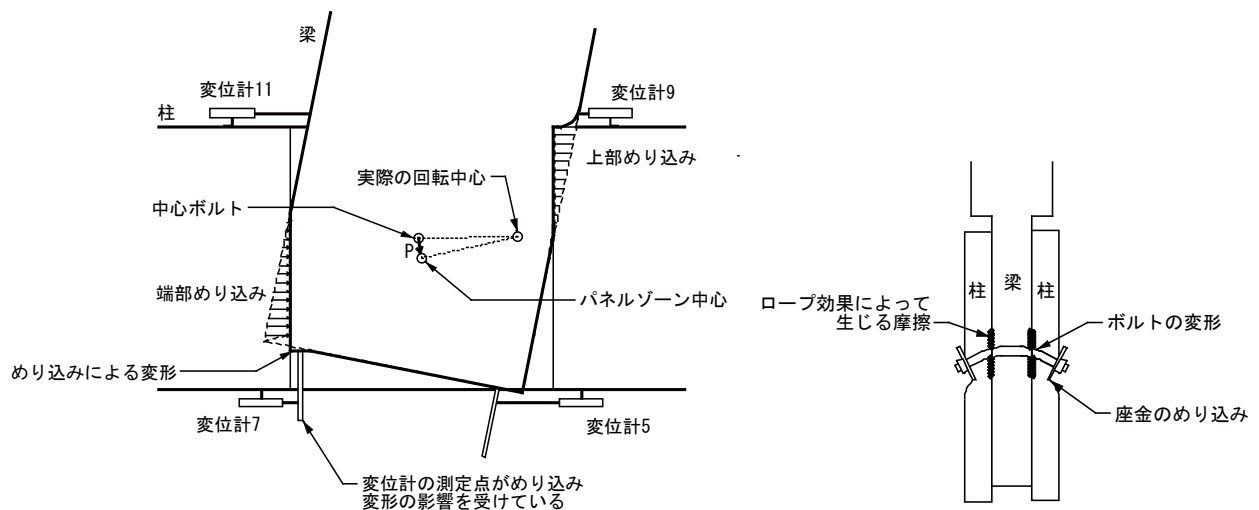 梁
変位計11
変位計9
柱
上部めり込み
実際の回転中心
中心ボルト
P
端部めり込み
パネルゾーン中心
めり込みによる変形
変位計7
変位計5
変位計の測定点がめり込み
変形の影響を受けている
柱
梁
柱
ロープ効果によって
生じる摩擦
ボルトの変形
座金のめり込み